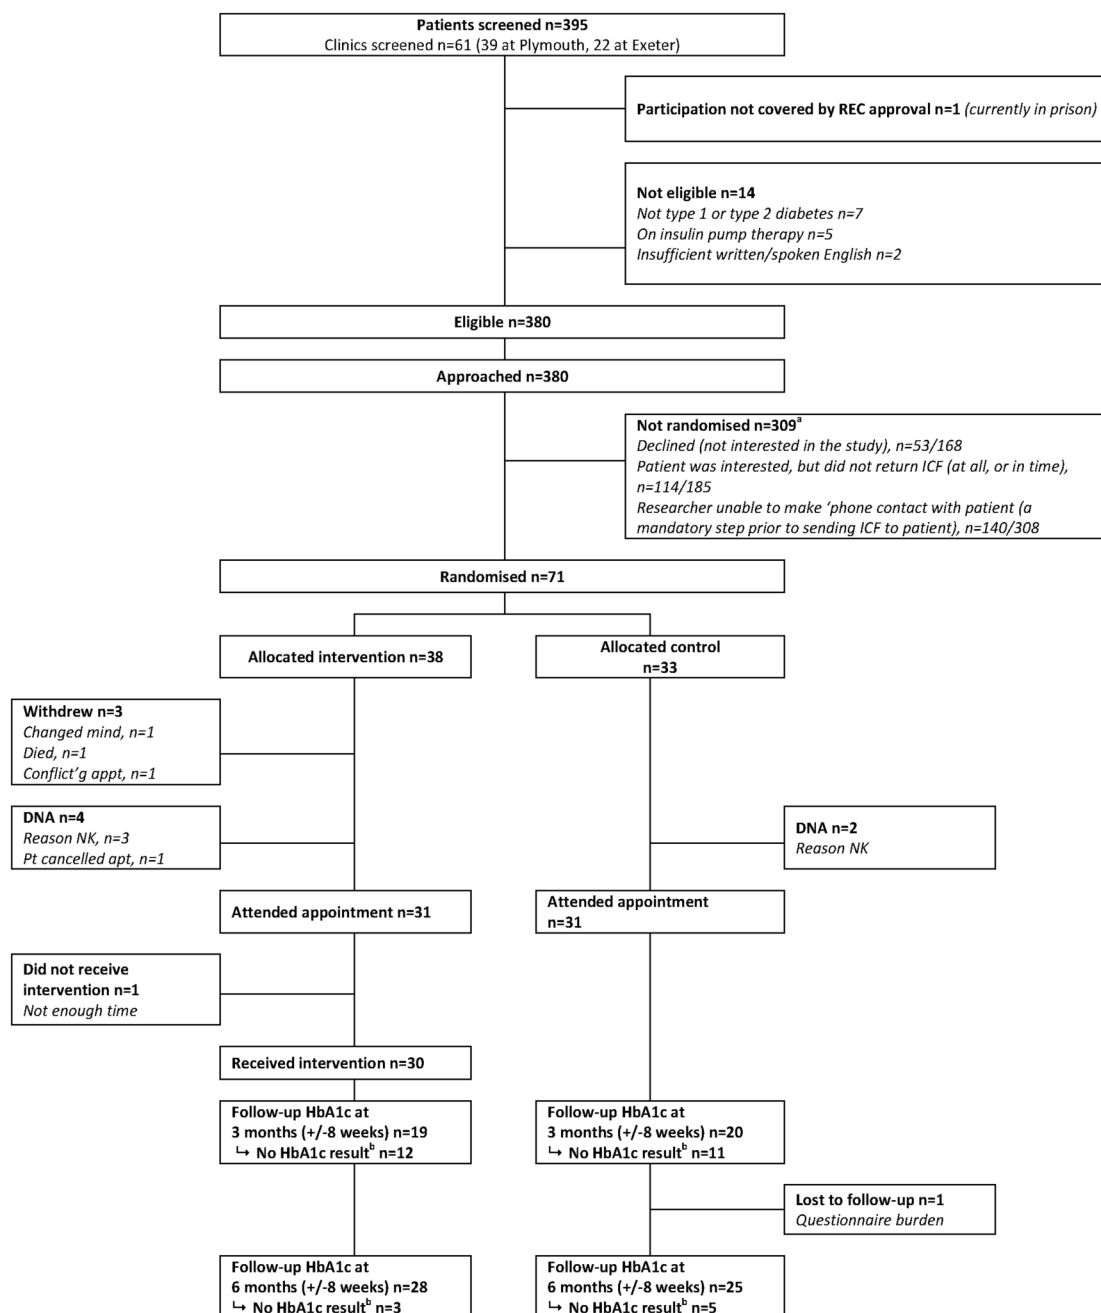 Patients screened n=395
Clinics screened n=61 (39 at Plymouth, 22 at Exeter)
Participation not covered by REC approval n=1 (currently in prison)
Not eligible n=14
Not type 1 or type 2 diabetes n=7
On insulin pump therapy n=5
Insufficient written/spoken English n=2
Eligible n=380
Approached n=380
Not randomised n=309a
Declined (not interested in the study), n=53/168
Patient was interested, but did not return ICF (at all, or in time),
n=114/185
Researcher unable to make ‘phone contact with patient (a
mandatory step prior to sending ICF to patient), n=140/308
Randomised n=71
Allocated intervention n=38
Allocated control
n=33
Withdrew n=3
Changed mind, n=1
Died, n=1
Conflict’g appt, n=1
DNA n=4
Reason NK, n=3
Pt cancelled apt, n=1
DNA n=2
Reason NK
Attended appointment n=31
Attended appointment
n=31
Did not receive
intervention n=1
Not enough time
Received intervention n=30
Follow-up HbA1c at
3 months (+/-8 weeks) n=19
↳ No HbA1c resultb n=12
Follow-up HbA1c at
3 months (+/-8 weeks) n=20
↳ No HbA1c resultb n=11
Lost to follow-up n=1
Questionnaire burden
Follow-up HbA1c at
6 months (+/-8 weeks) n=28
↳ No HbA1c resultb n=3
Follow-up HbA1c at
6 months (+/-8 weeks) n=25
↳ No HbA1c resultb n=5